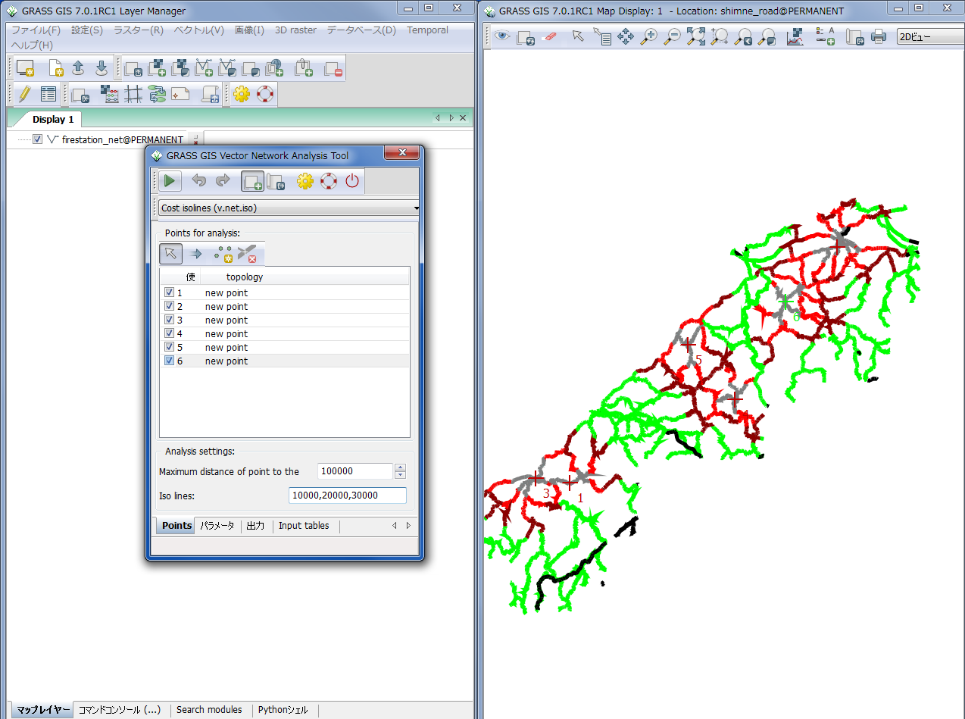 GRASS GIS 7.0.1RC1 Layer Manager
ファイル(F) 設定(S) ラスター(R) ベクトル(V) 画像(I) 3D raster データベース(D) Temporal
ヘルプ(H)
Display 1
firestation_net@PERMANENT
GRASS GIS Vector Network Analysis Tool
Cost isolines (v.net.iso)
Points for analysis:
使 topology
1 new point
2 new point
3 new point
4 new point
5 new point
6 new point
Analysis settings:
Maximum distance of point to the 100000
Iso lines: 10000,20000,30000
Points パラメータ 出力 Input tables
マップレイヤー コマンドコンソール (...) Search modules Pythonシェル
GRASS GIS 7.0.1RC1 Map Display: 1 - Location: shimne_road@PERMANENT
2Dビュー
6
5
3
1